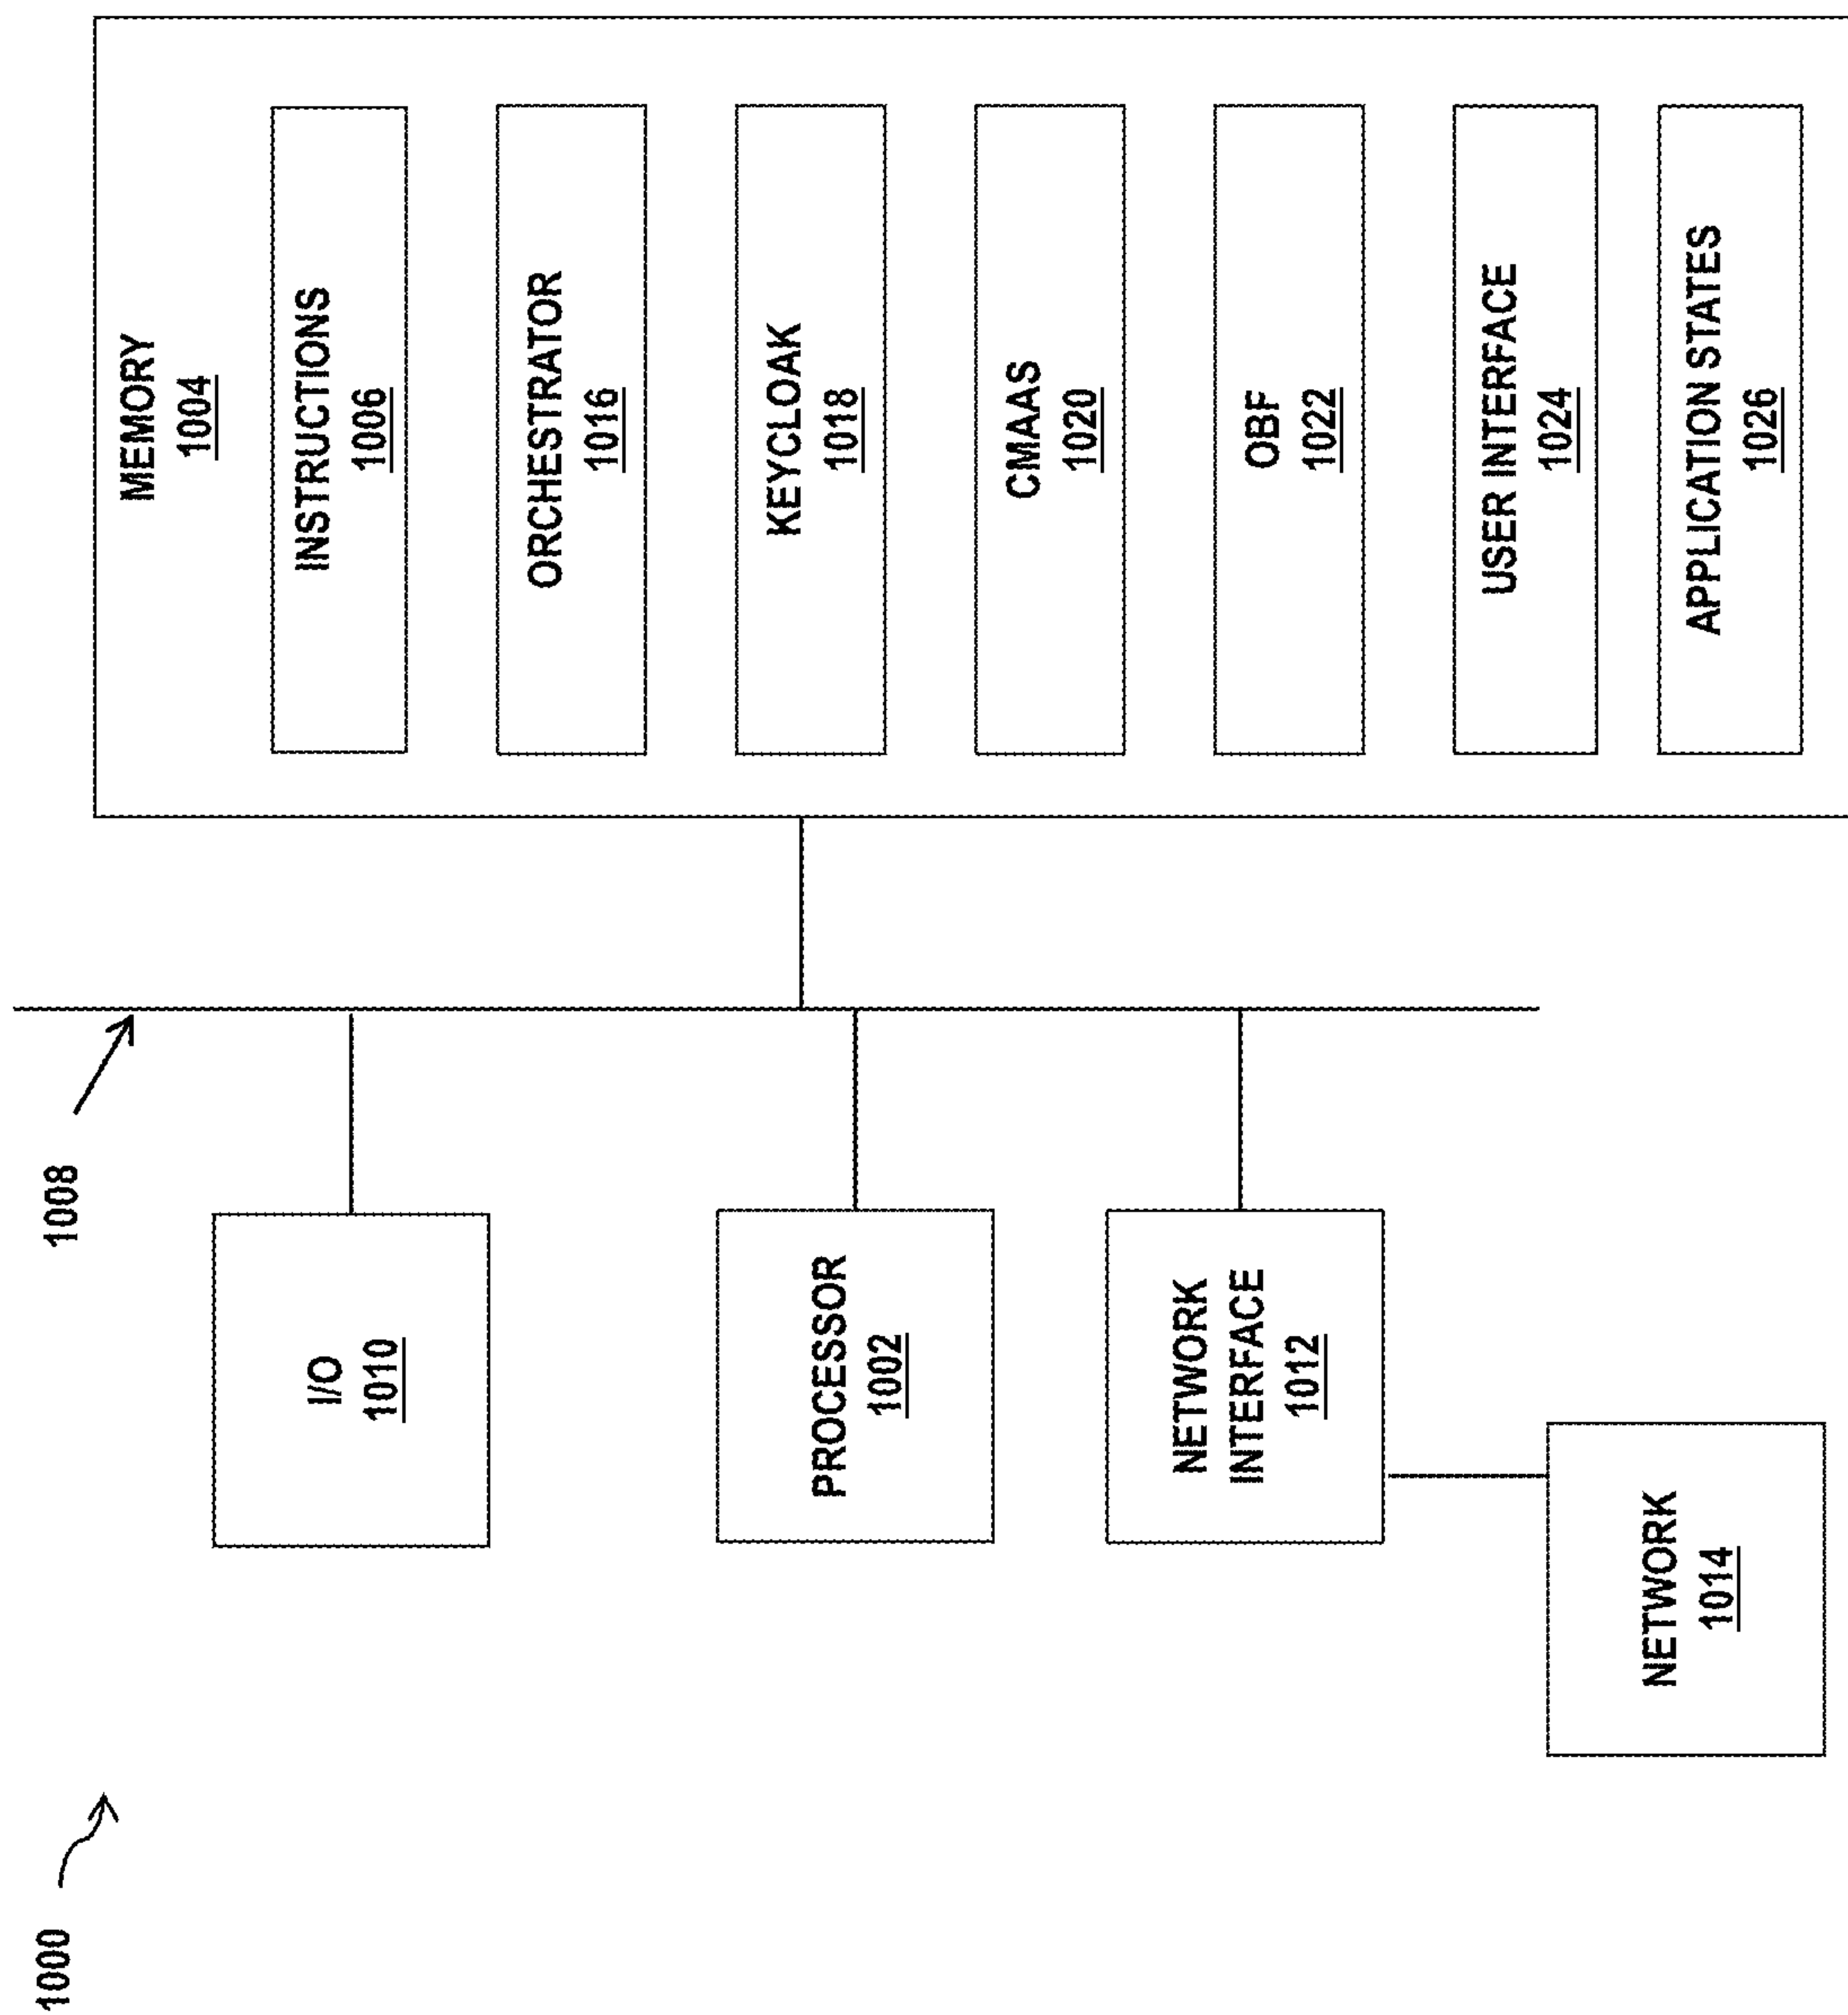 1000
1008
I/O
1010
PROCESSOR
1002
NETWORK
INTERFACE
1012
NETWORK
1014
MEMORY
1004
INSTRUCTIONS
1006
ORCHESTRATOR
1016
KEYCLOAK
1018
CMAAS
1020
OBF
1022
USER INTERFACE
1024
APPLICATION STATES
1026